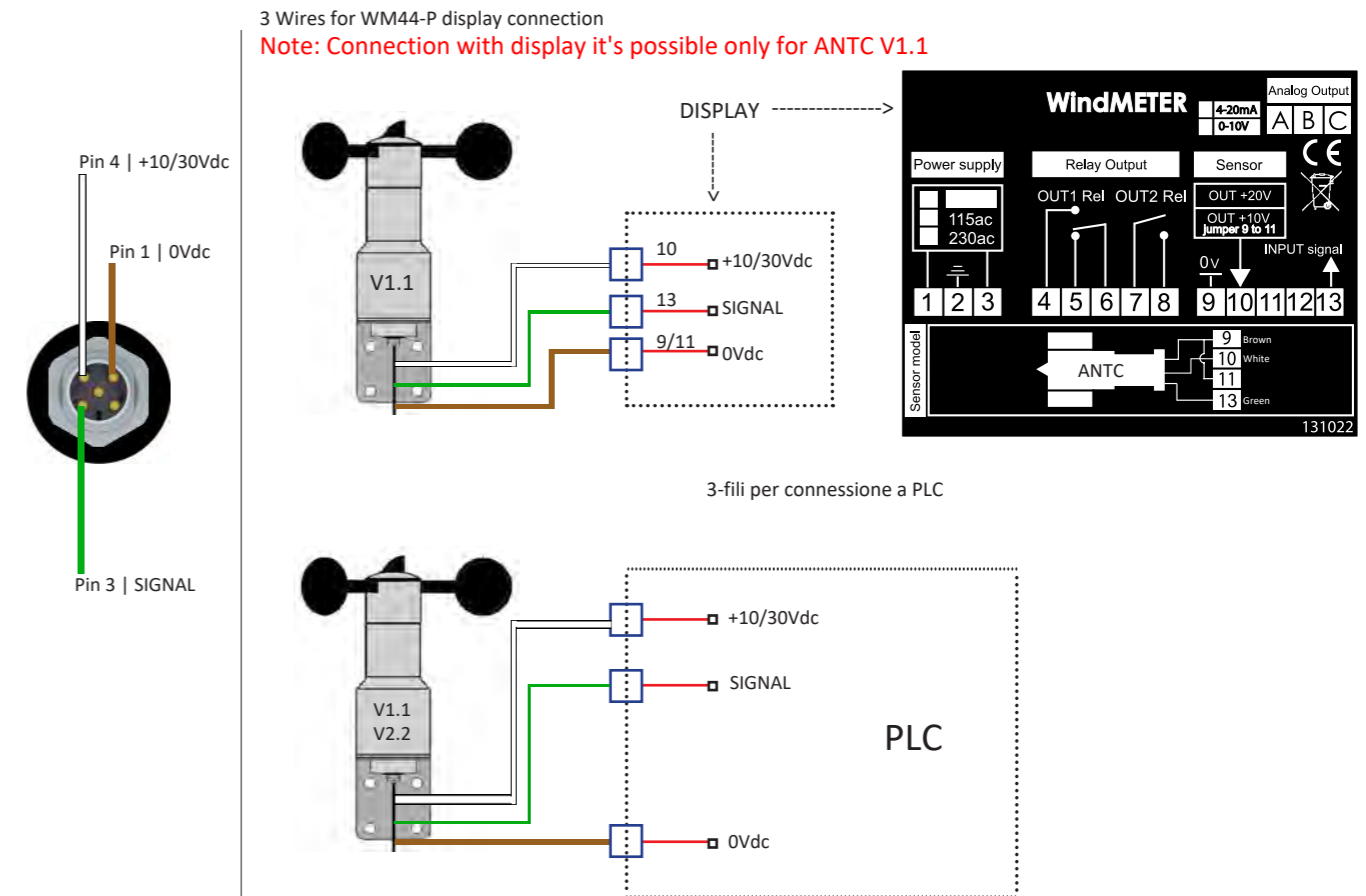 3 Wires for WM44-P display connection
Note: Connection with display it's possible only for ANTC V1.1
Pin 4 | +10/30Vdc
Pin 1 | 0Vdc
Pin 3 | SIGNAL
DISPLAY
V1.1
10
+10/30Vdc
13
SIGNAL
9/11
0Vdc
WindMETER
4-20mA
0-10V
Analog Output
A B C
CE
Power supply
115ac
230ac
Relay Output
OUT1 Rel OUT2 Rel
Sensor
OUT +20V
OUT +10V
Jumper 9 to 11
INPUT signal
0v
1 2 3 4 5 6 7 8 9 10 11 12 13
Sensor model
ANTC
9 Brown
10 White
11
13 Green
131022
3-fili per connessione a PLC
V1.1
V2.2
+10/30Vdc
SIGNAL
PLC
0Vdc